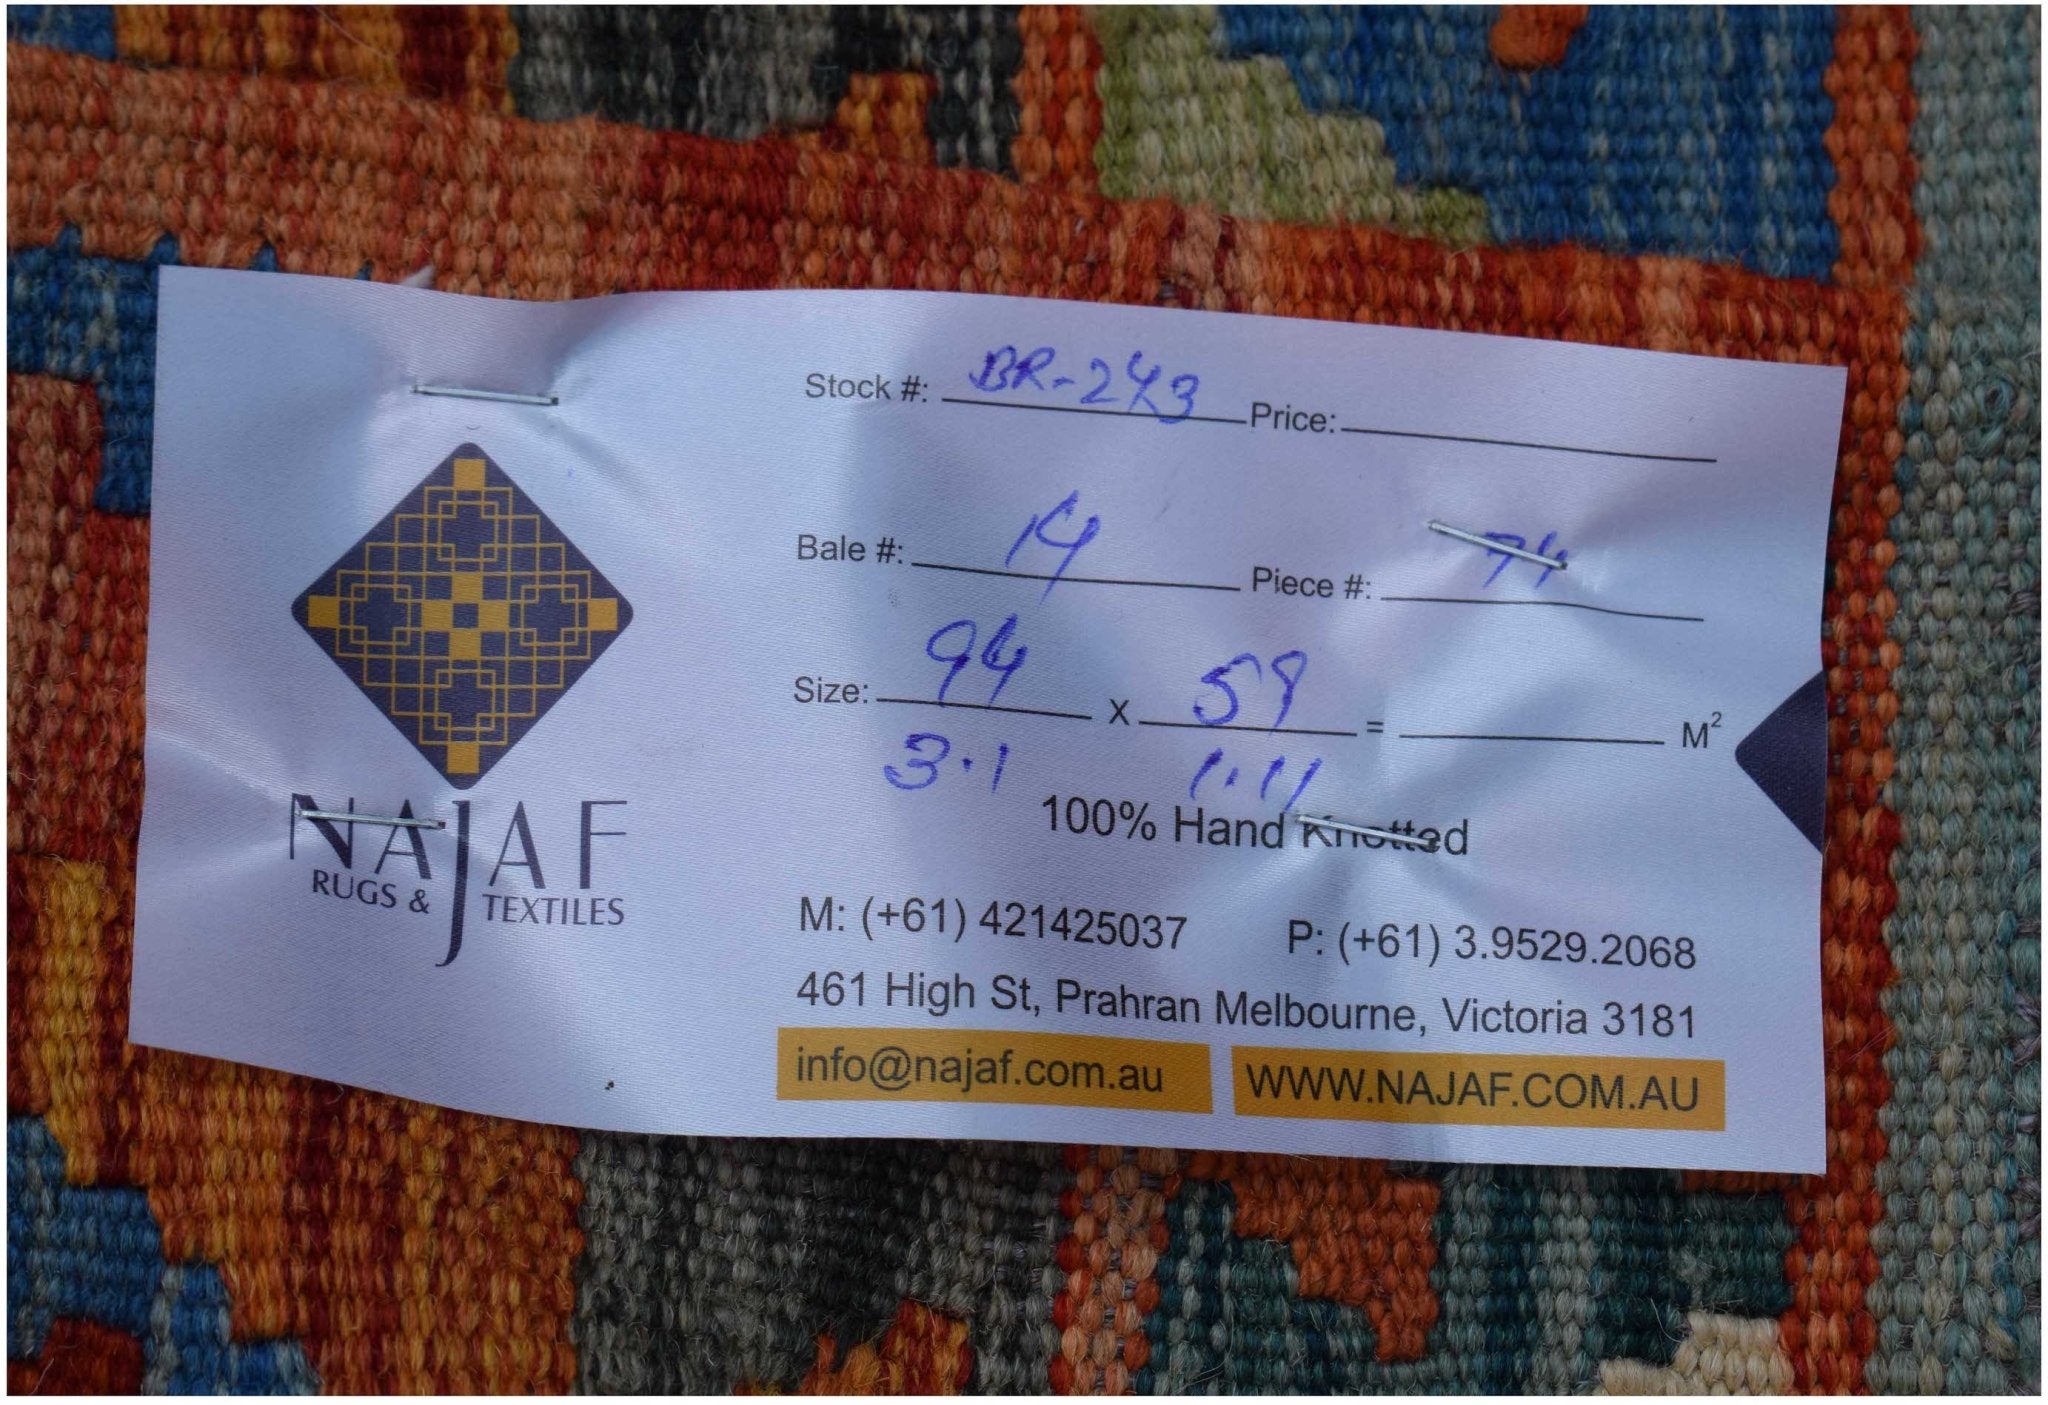 Stock #: BR-243 Price:
Bale #: 14 Piece #: 74
Size: 94 x 59 = M²
3.1 1.11
100% Hand Knotted
NAJAF
RUGS & TEXTILES
M: (+61) 421425037 P: (+61) 3.9529.2068
461 High St, Prahran Melbourne, Victoria 3181
info@najaf.com.au WWW.NAJAF.COM.AU